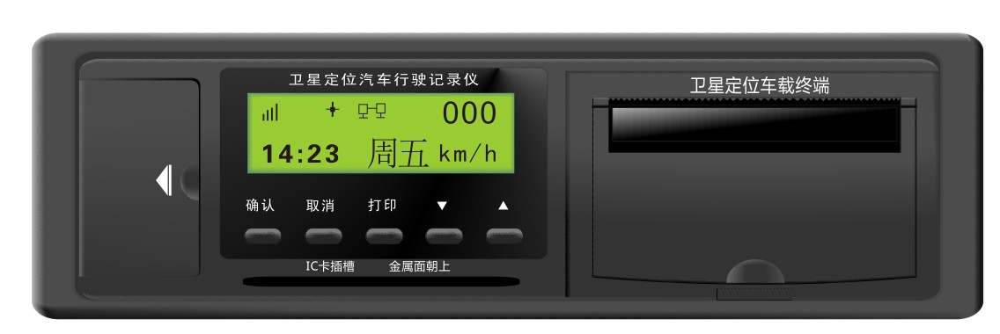 卫星定位汽车行驶记录仪
000
14:23 周五 km/h
确认 取消 打印 ▼ ▲
IC卡插槽 金属面朝上
卫星定位车载终端